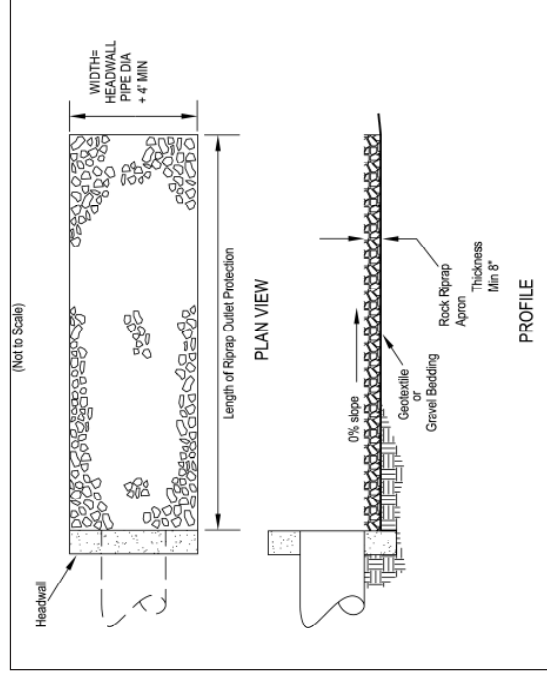 (Not to Scale)
Headwall
WIDTH=
HEADWALL
PIPE DIA
+ 4' MIN
Length of Riprap Outlet Protection
PLAN VIEW
0% slope
Geotextile
or
Gravel Bedding
Rock Riprap
Apron Thickness
Min 8"
PROFILE